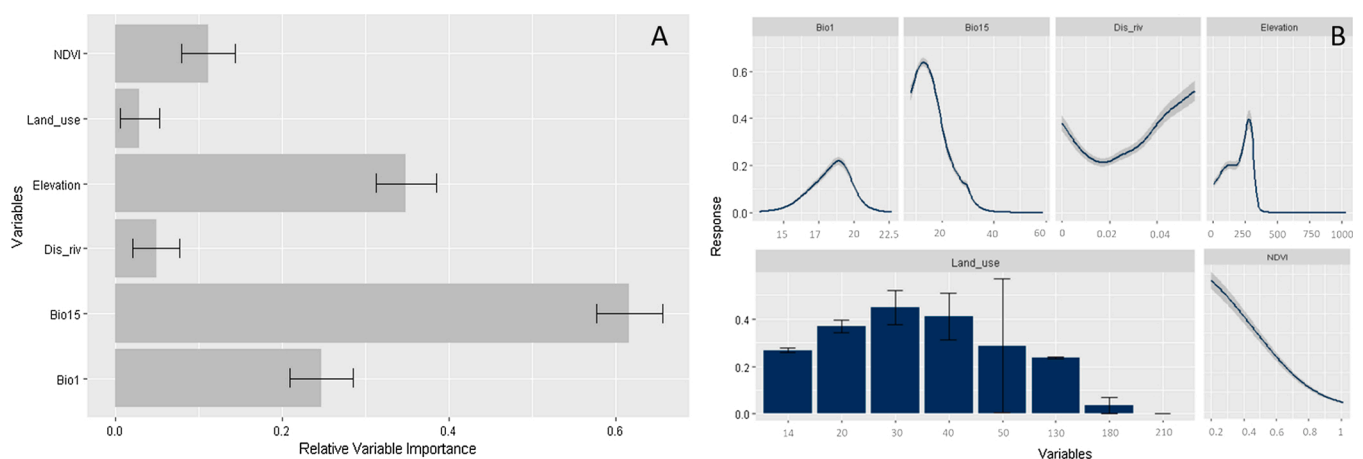 A
NDVI
Land_use
Elevation
Dis_riv
Bio15
Bio1
Variables
0.0 0.2 0.4 0.6
Relative Variable Importance
B
Bio1 Bio15 Dis_riv Elevation
0.6
0.4
0.2
0.0
15 17 20 22.5 20 40 60 0 0.02 0.04 0 250 500 750 1000
Response
Land_use NDVI
0.4
0.2
0.0
14 20 30 40 50 130 180 210 0.2 0.4 0.6 0.8 1
Variables